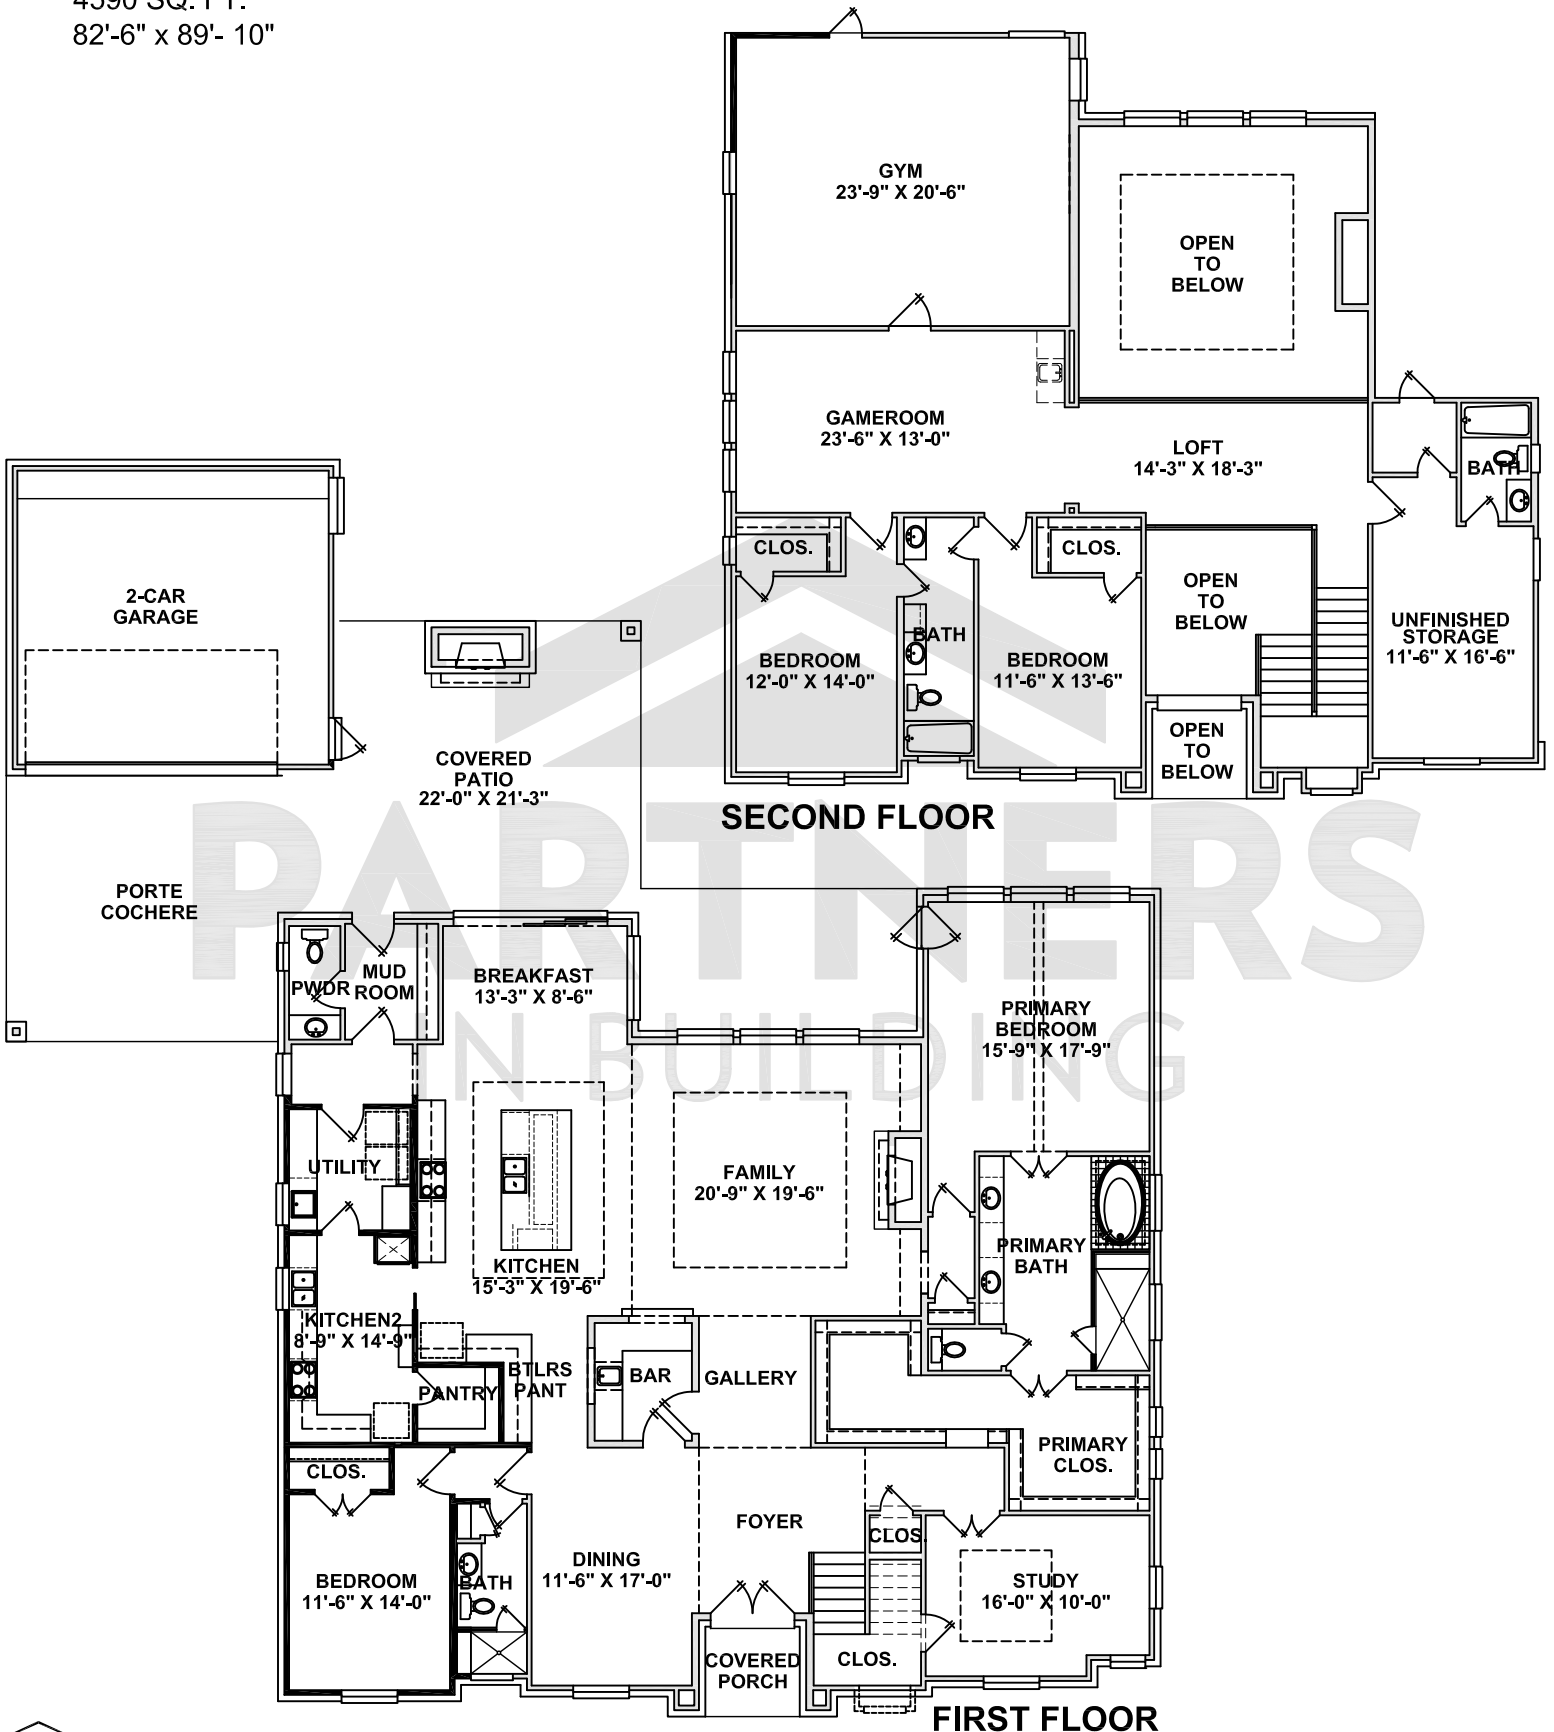 4590 SQ. FT.
82'-6" x 89'- 10"
GYM
23'-9" X 20'-6"
OPEN
TO
BELOW
GAMEROOM
23'-6" X 13'-0"
LOFT
14'-3" X 18'-3"
BATH
CLOS.
CLOS.
OPEN
TO
BELOW
UNFINISHED
STORAGE
11'-6" X 16'-6"
BATH
BEDROOM
12'-0" X 14'-0"
BEDROOM
11'-6" X 13'-6"
OPEN
TO
BELOW
SECOND FLOOR
2-CAR
GARAGE
COVERED
PATIO
22'-0" X 21'-3"
PORTE
COCHERE
PARTNERS
IN BUILDING
PWDR
MUD
ROOM
BREAKFAST
13'-3" X 8'-6"
PRIMARY
BEDROOM
15'-9" X 17'-9"
UTILITY
FAMILY
20'-9" X 19'-6"
KITCHEN
15'-3" X 19'-6"
PRIMARY
BATH
KITCHEN2
8'-9" X 14'-9"
PANTRY
BTLRS
PANT
BAR
GALLERY
PRIMARY
CLOS.
CLOS.
FOYER
CLOS.
BEDROOM
11'-6" X 14'-0"
BATH
DINING
11'-6" X 17'-0"
STUDY
16'-0" X 10'-0"
COVERED
PORCH
CLOS.
FIRST FLOOR